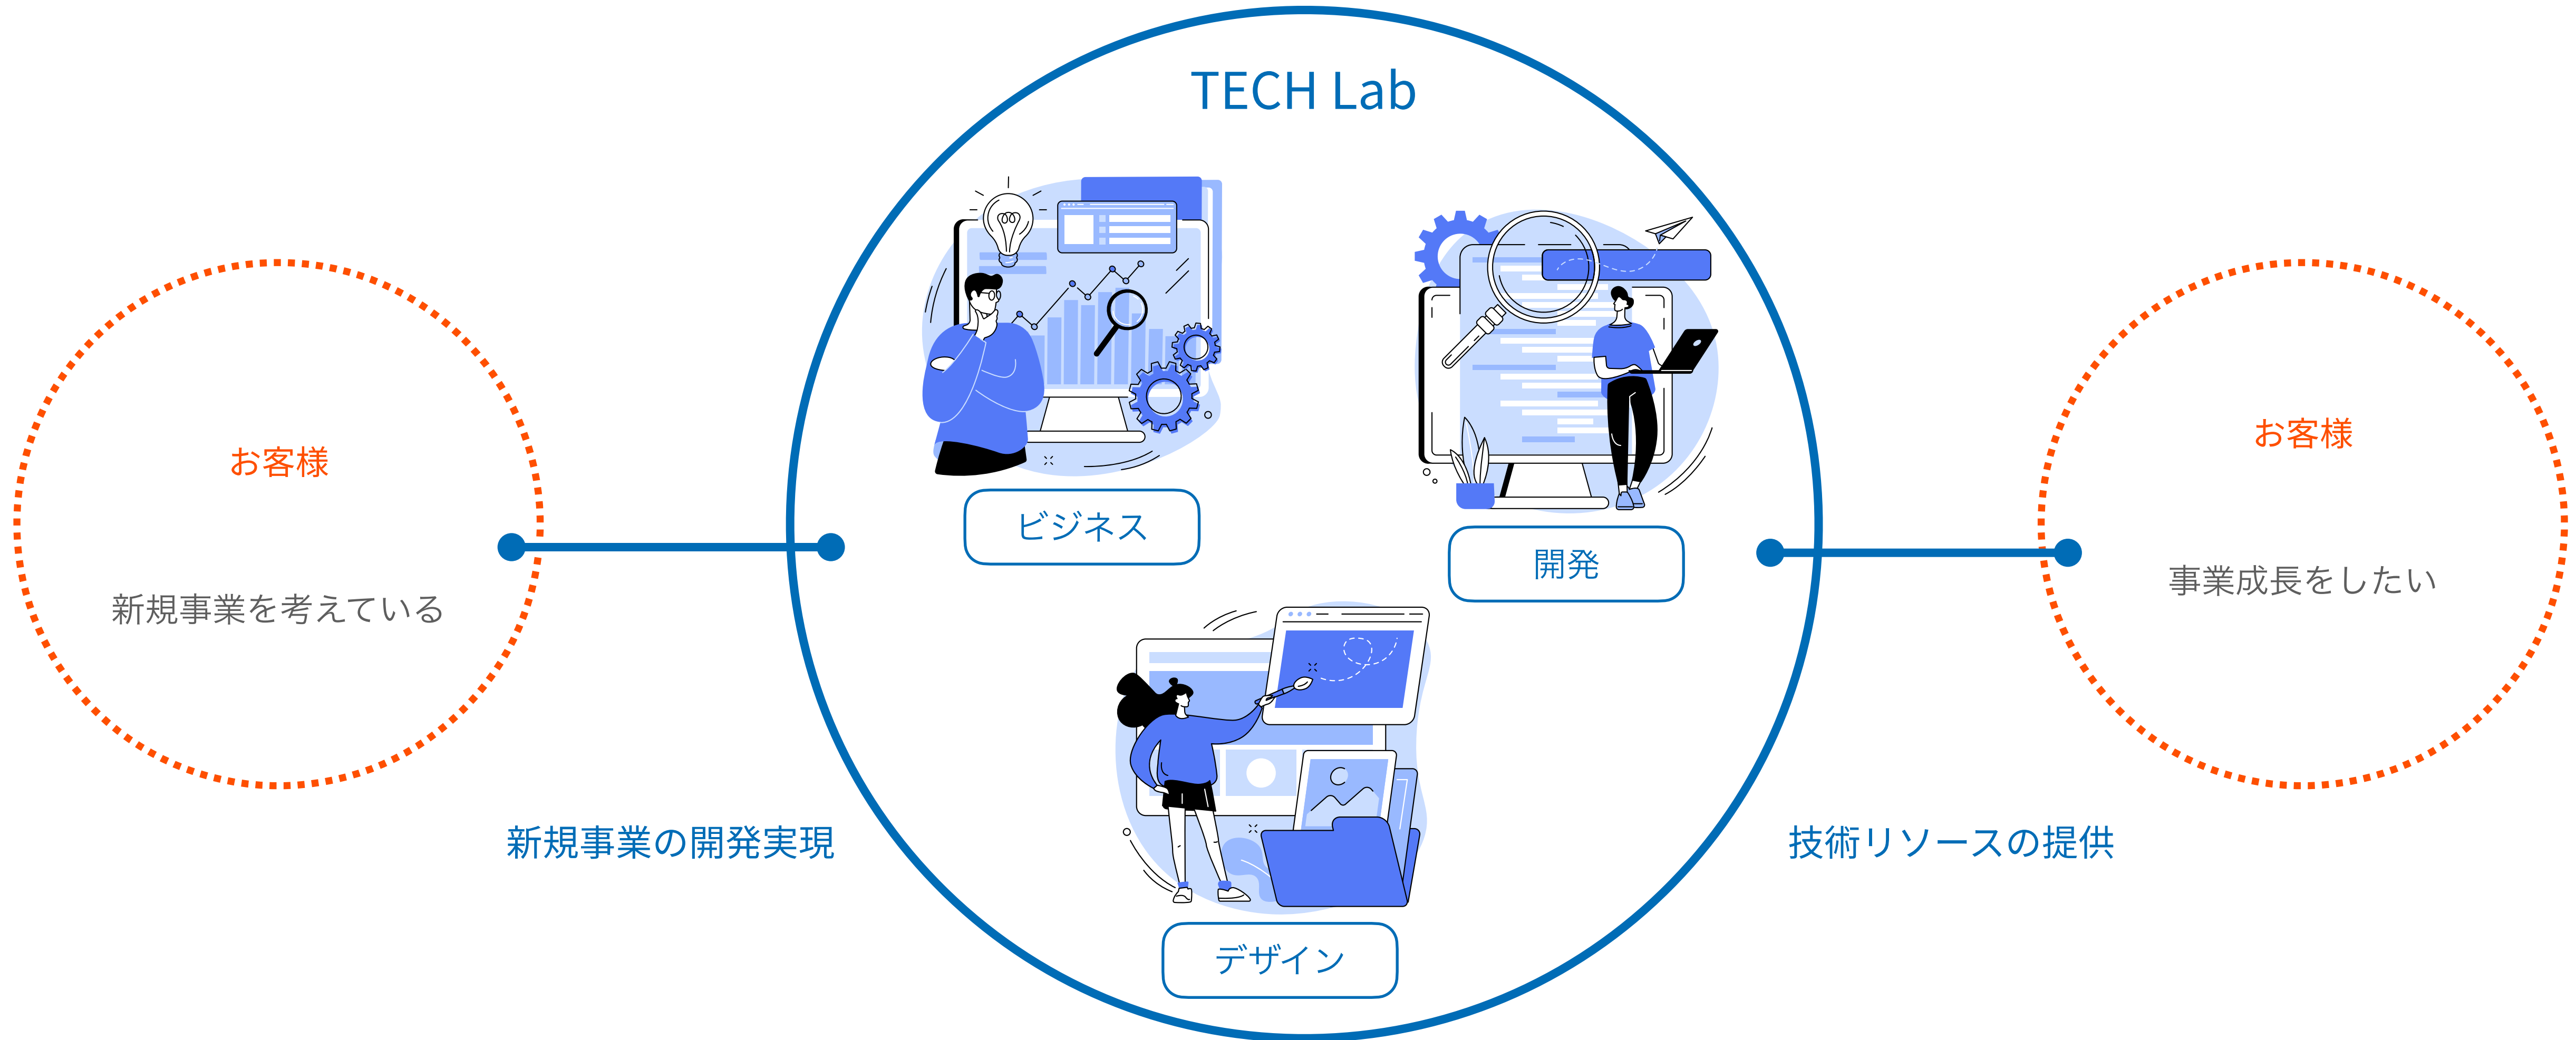 TECH Lab
お客様
新規事業を考えている
ビジネス
開発
デザイン
お客様
事業成長をしたい
新規事業の開発実現
技術リソースの提供